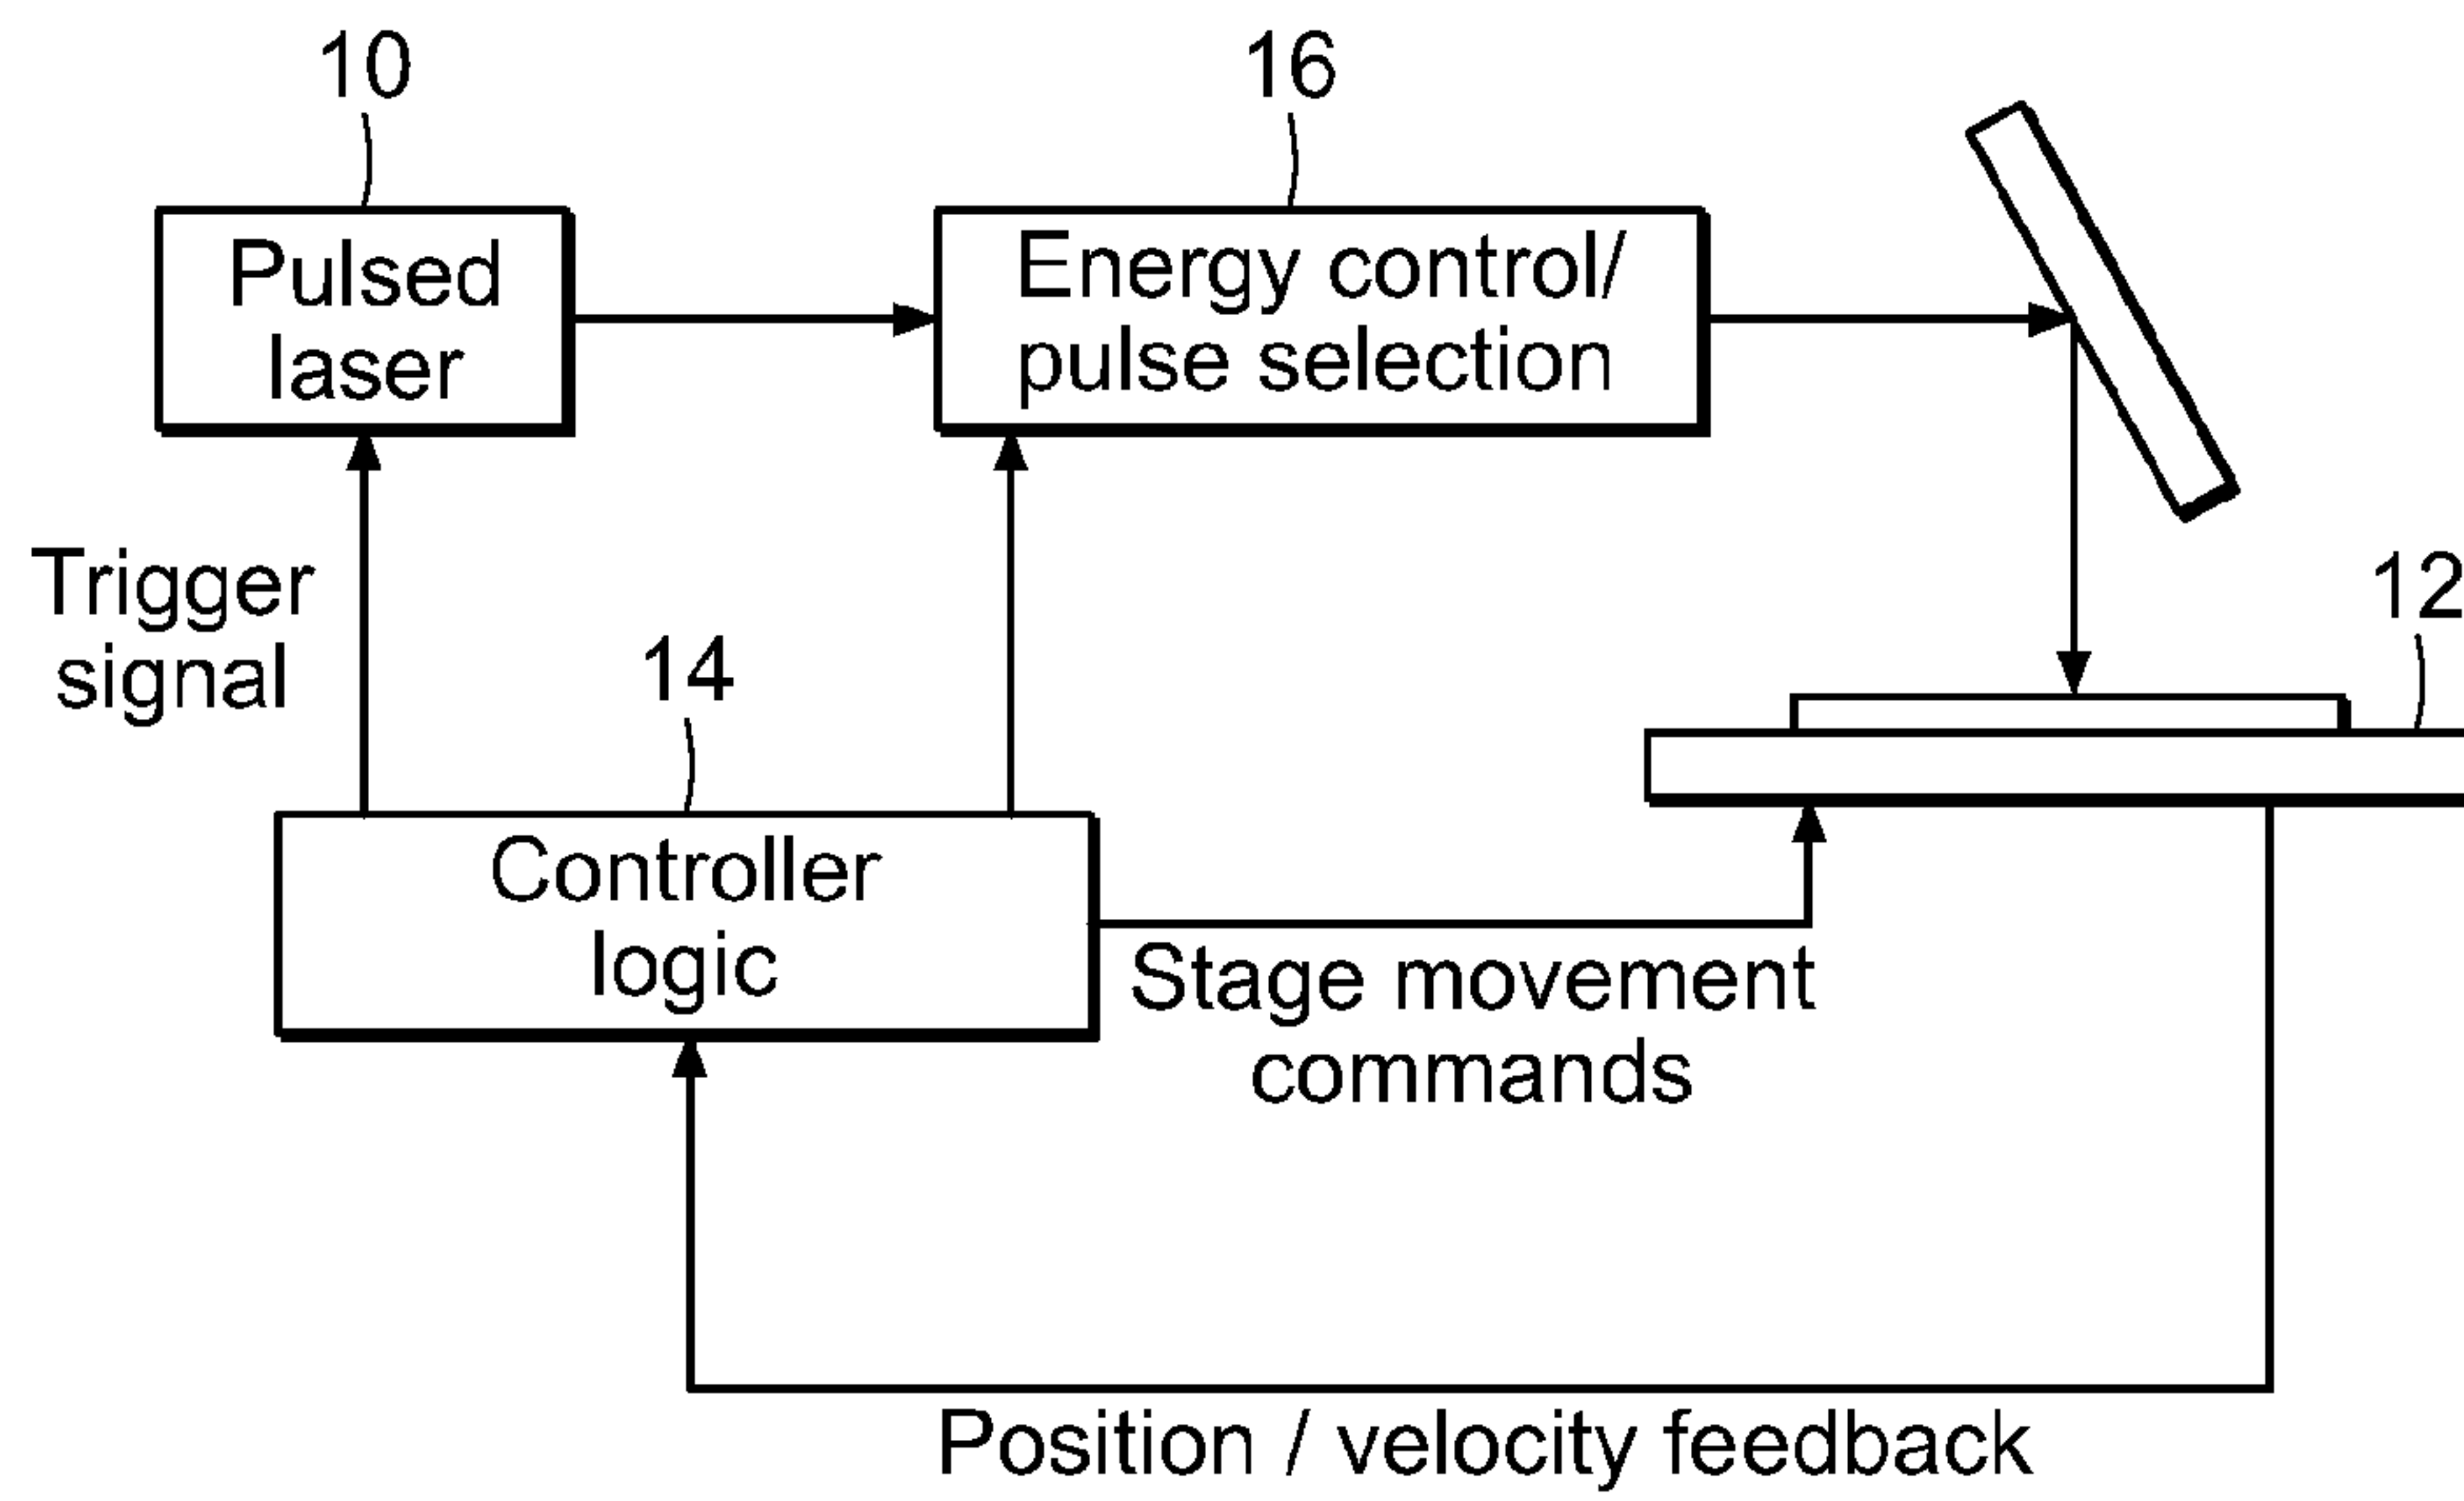 10
16
Pulsed
laser
Energy control/
pulse selection
Trigger
signal
12
14
Controller
logic
Stage movement
commands
Position / velocity feedback